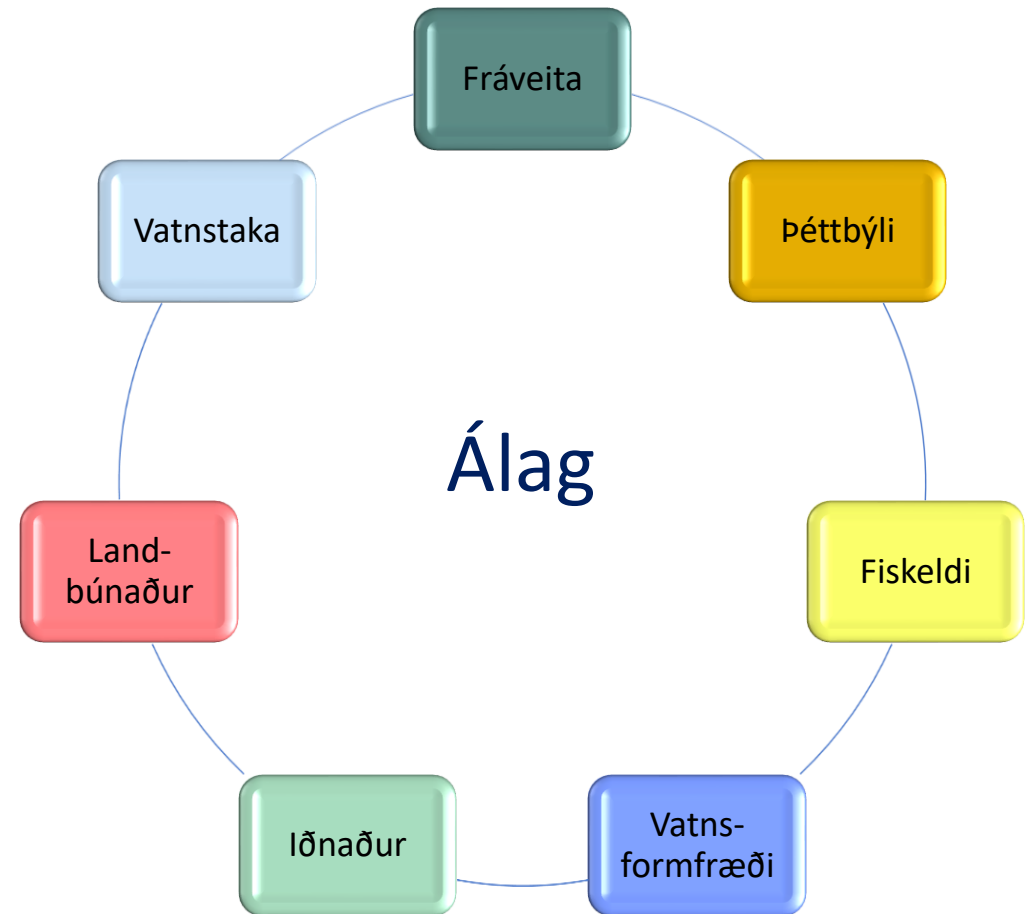 Fráveita
Þéttbýli
Vatnstaka
Álag
Land-
búnaður
Fiskeldi
Iðnaður
Vatns-
formfræði